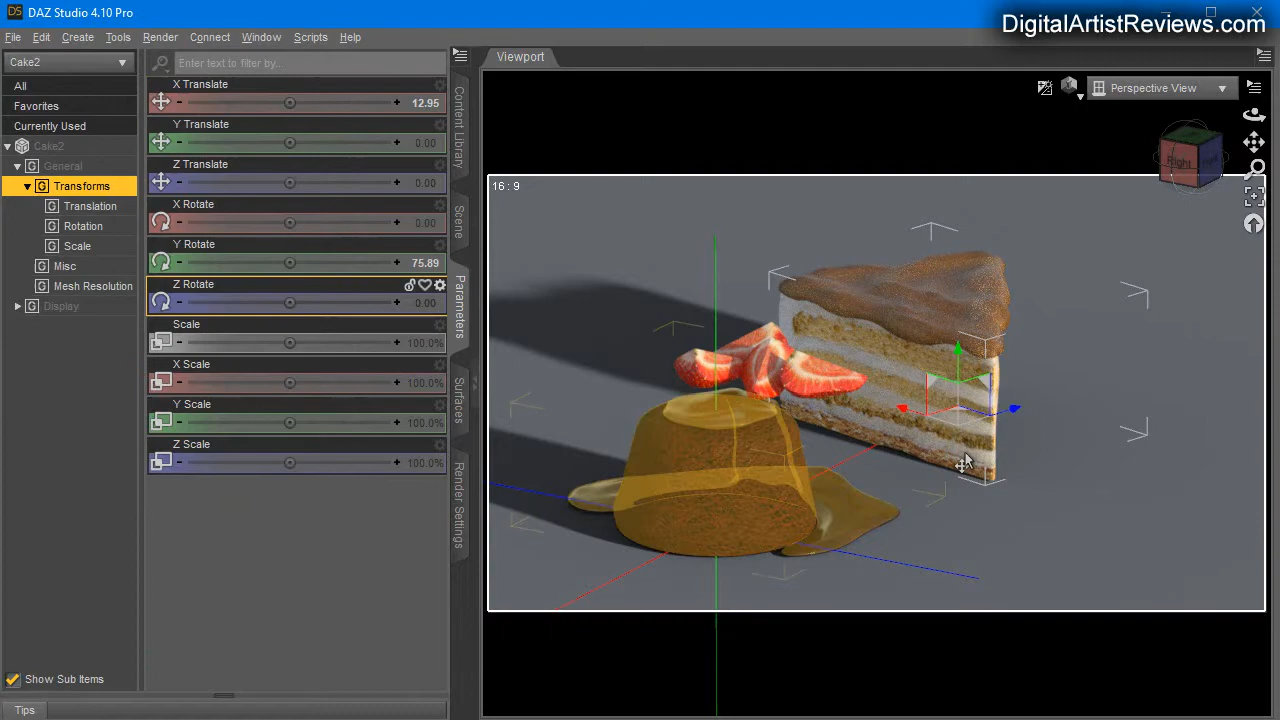 DS DAZ Studio 4.10 Pro
DigitalArtistReviews.com
File Edit Create Tools Render Connect Window Scripts Help
Cake2
Enter text to filter by..
Viewport
All
Favorites
Currently Used
Cake2
General
Transforms
Translation
Rotation
Scale
Misc
Mesh Resolution
Display
X Translate
12.95
Y Translate
0.00
Z Translate
0.00
X Rotate
0.00
Y Rotate
75.89
Z Rotate
0.00
Scale
100.0%
X Scale
100.0%
Y Scale
100.0%
Z Scale
100.0%
Content Library
Scene
Parameters
Surfaces
Render Settings
Perspective View
Right
16 : 9
Show Sub Items
Tips